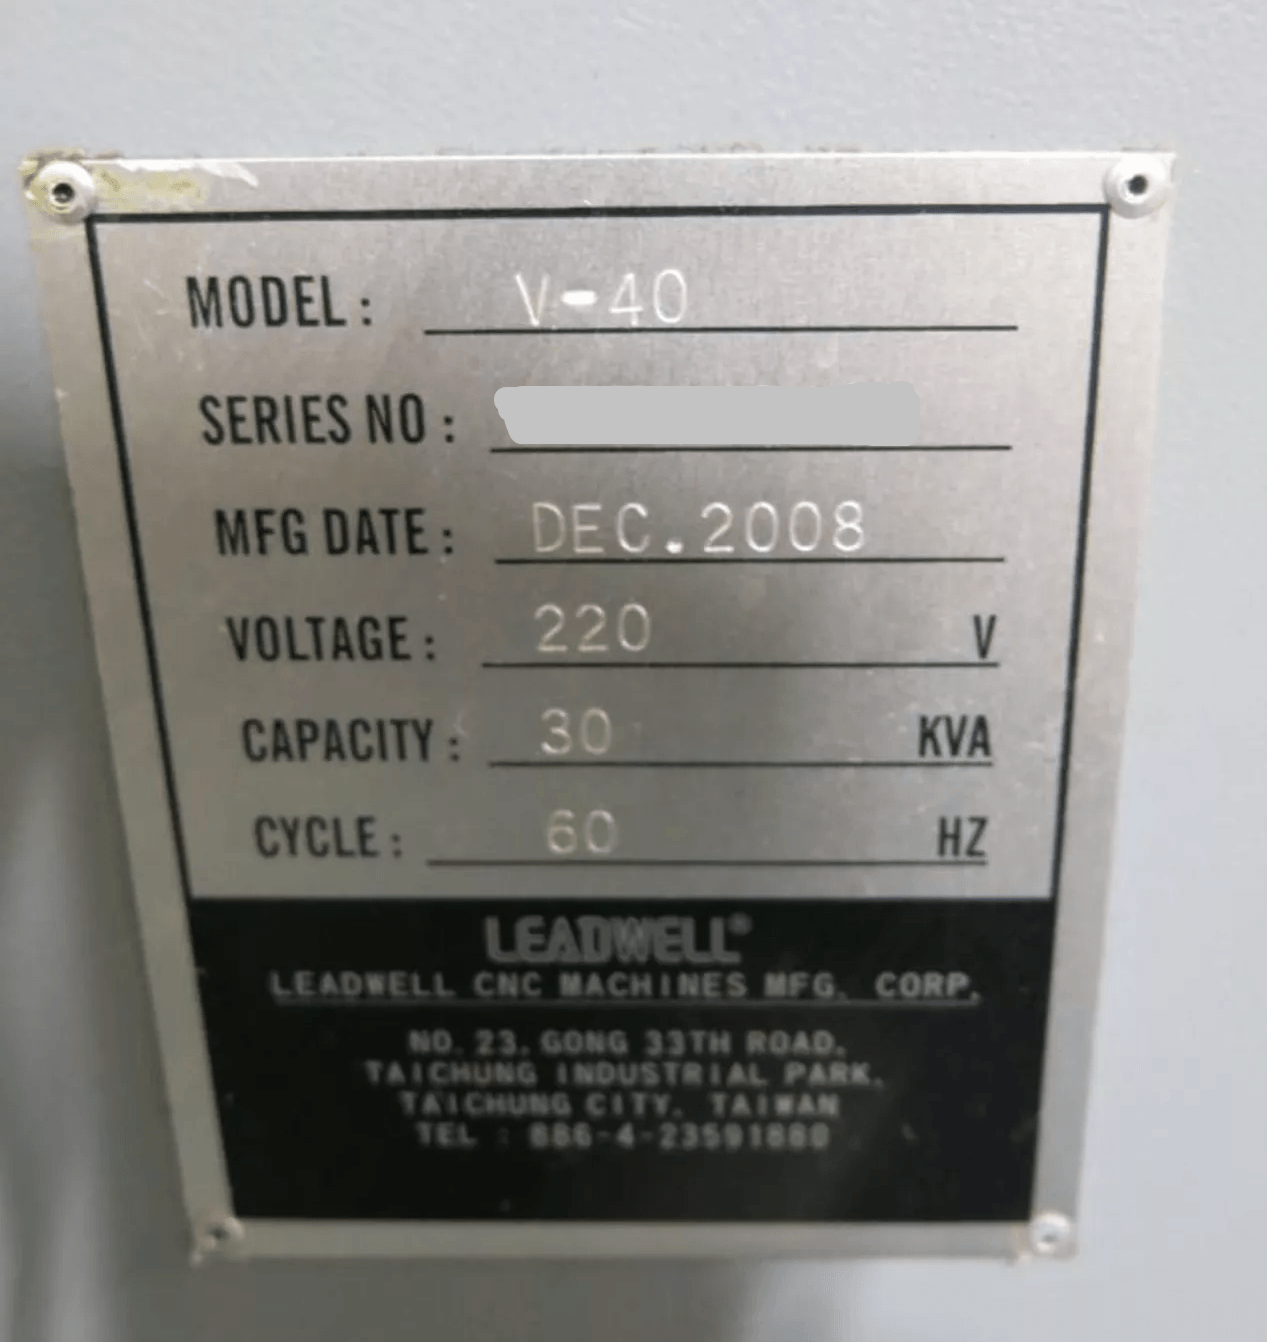 MODEL: V-40
SERIES NO:
MFG DATE: DEC.2008
VOLTAGE: 220 V
CAPACITY: 30 KVA
CYCLE: 60 HZ
LEADWELL®
LEADWELL CNC MACHINES MFG. CORP.
NO. 23. GONG 33TH ROAD.
TAICHUNG INDUSTRIAL PARK.
TAICHUNG CITY. TAIWAN
TEL : 886-4-23591880